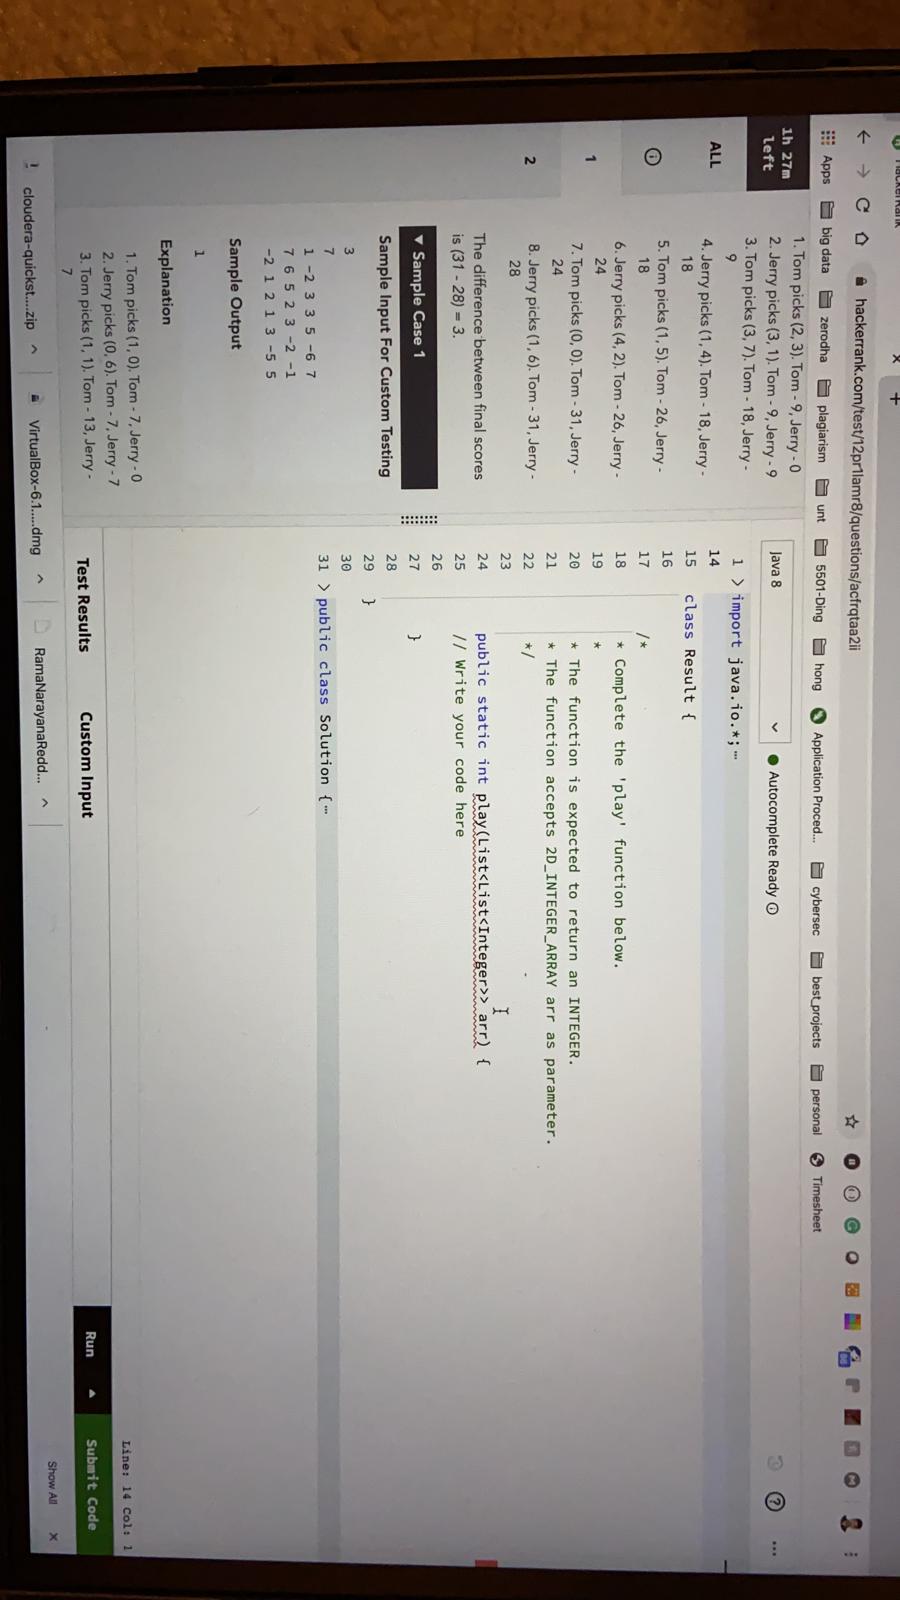 hackerrank.com/test/12pr1lamr8/questions/acfrqtaa2ii
Apps big data zerodha plagiarism unt 5501-Ding hong Application Proced... cybersec best_projects personal Timesheet
1h 27m
left
ALL
1
2
1. Tom picks (2, 3). Tom - 9, Jerry - 0
2. Jerry picks (3, 1). Tom - 9, Jerry - 9
3. Tom picks (3, 7). Tom - 18, Jerry -
9
4. Jerry picks (1, 4). Tom - 18, Jerry -
18
5. Tom picks (1, 5). Tom - 26, Jerry -
18
6. Jerry picks (4, 2). Tom - 26, Jerry -
24
7. Tom picks (0, 0). Tom - 31, Jerry -
24
8. Jerry picks (1, 6). Tom - 31, Jerry -
28
The difference between final scores
is (31 - 28) = 3.
▼ Sample Case 1
Sample Input For Custom Testing
3
7
1 -2 3 3 5 -6 7
7 6 5 2 3 -2 -1
-2 1 2 1 3 -5 5
Sample Output
1
Explanation
1. Tom picks (1, 0). Tom - 7, Jerry - 0
2. Jerry picks (0, 6). Tom - 7, Jerry - 7
3. Tom picks (1, 1). Tom - 13, Jerry -
7
Java 8 Autocomplete Ready
1 > import java.io.*;…
14
15 class Result {
16
17 /*
18 * Complete the 'play' function below.
19 *
20 * The function is expected to return an INTEGER.
21 * The function accepts 2D_INTEGER_ARRAY arr as parameter.
22 */
23
24 public static int play(List<List<Integer>> arr) {
25 // Write your code here
26
27 }
28
29 }
30
31 > public class Solution {…
Line: 14 Col: 1
Test Results Custom Input Run Submit Code
cloudera-quickst....zip VirtualBox-6.1.....dmg RamaNarayanaRedd... Show All